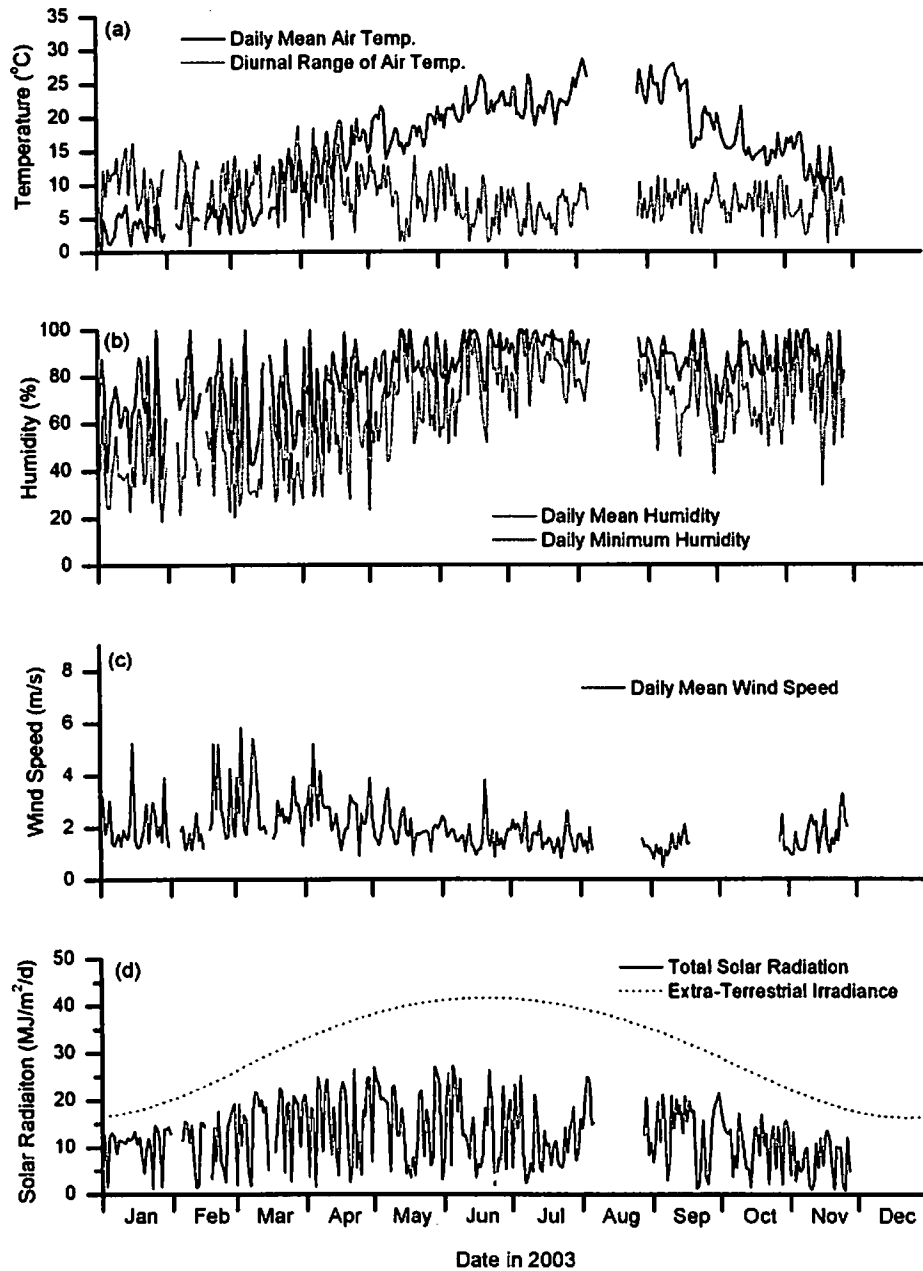 (a)
Daily Mean Air Temp.
Diurnal Range of Air Temp.
Temperature (°C)
35
30
25
20
15
10
5
0
(b)
Humidity (%)
100
80
60
40
20
0
Daily Mean Humidity
Daily Minimum Humidity
(c)
Daily Mean Wind Speed
Wind Speed (m/s)
8
6
4
2
0
(d)
Total Solar Radiation
Extra-Terrestrial Irradiance
Solar Radiaiton (MJ/m²/d)
50
40
30
20
10
0
Jan Feb Mar Apr May Jun Jul Aug Sep Oct Nov Dec
Date in 2003